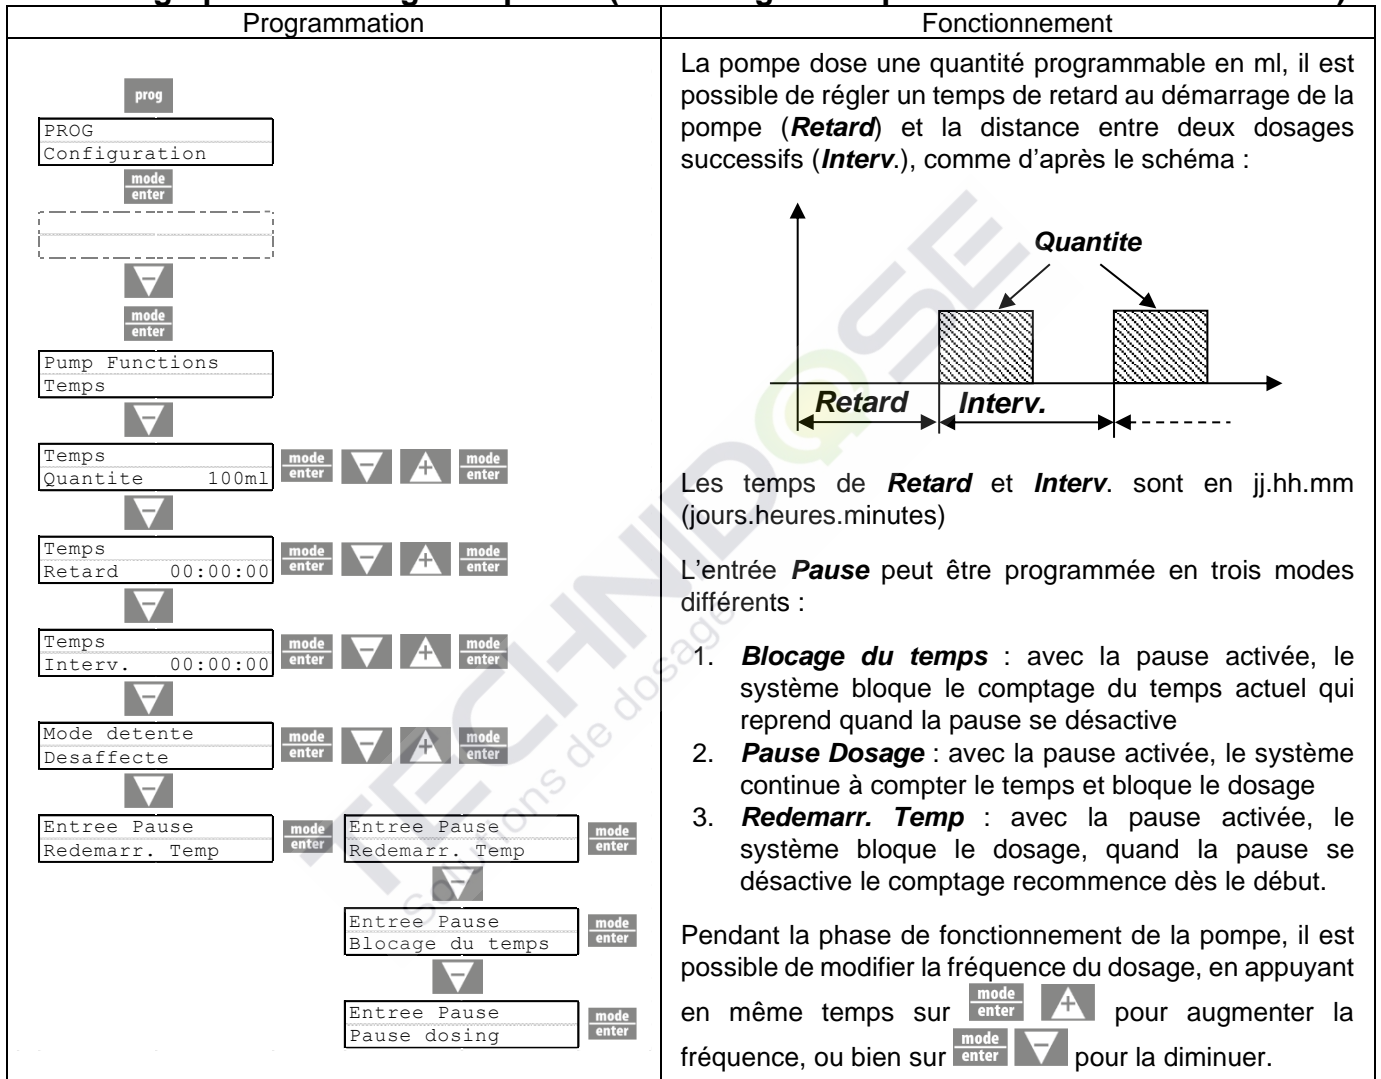 Programmation
Fonctionnement
prog
PROG
Configuration
mode
enter
mode
enter
Pump Functions
Temps
Temps
Quantite 100ml
mode
enter
mode
enter
Temps
Retard 00:00:00
mode
enter
mode
enter
Temps
Interv. 00:00:00
mode
enter
mode
enter
Mode detente
Desaffecte
mode
enter
mode
enter
Entree Pause
Redemarr. Temp
mode
enter
Entree Pause
Redemarr. Temp
mode
enter
Entree Pause
Blocage du temps
mode
enter
Entree Pause
Pause dosing
mode
enter
La pompe dose une quantité programmable en ml, il est
possible de régler un temps de retard au démarrage de la
pompe (Retard) et la distance entre deux dosages
successifs (Interv.), comme d'après le schéma :
Quantite
Retard
Interv.
Les temps de Retard et Interv. sont en jj.hh.mm
(jours.heures.minutes)
L'entrée Pause peut être programmée en trois modes
différents :
1. Blocage du temps : avec la pause activée, le
système bloque le comptage du temps actuel qui
reprend quand la pause se désactive
2. Pause Dosage : avec la pause activée, le système
continue à compter le temps et bloque le dosage
3. Redemarr. Temp : avec la pause activée, le
système bloque le dosage, quand la pause se
désactive le comptage recommence dès le début.
Pendant la phase de fonctionnement de la pompe, il est
possible de modifier la fréquence du dosage, en appuyant
en même temps sur mode enter + pour augmenter la
fréquence, ou bien sur mode enter - pour la diminuer.
TECHNIDOSE
Solutions de dosage